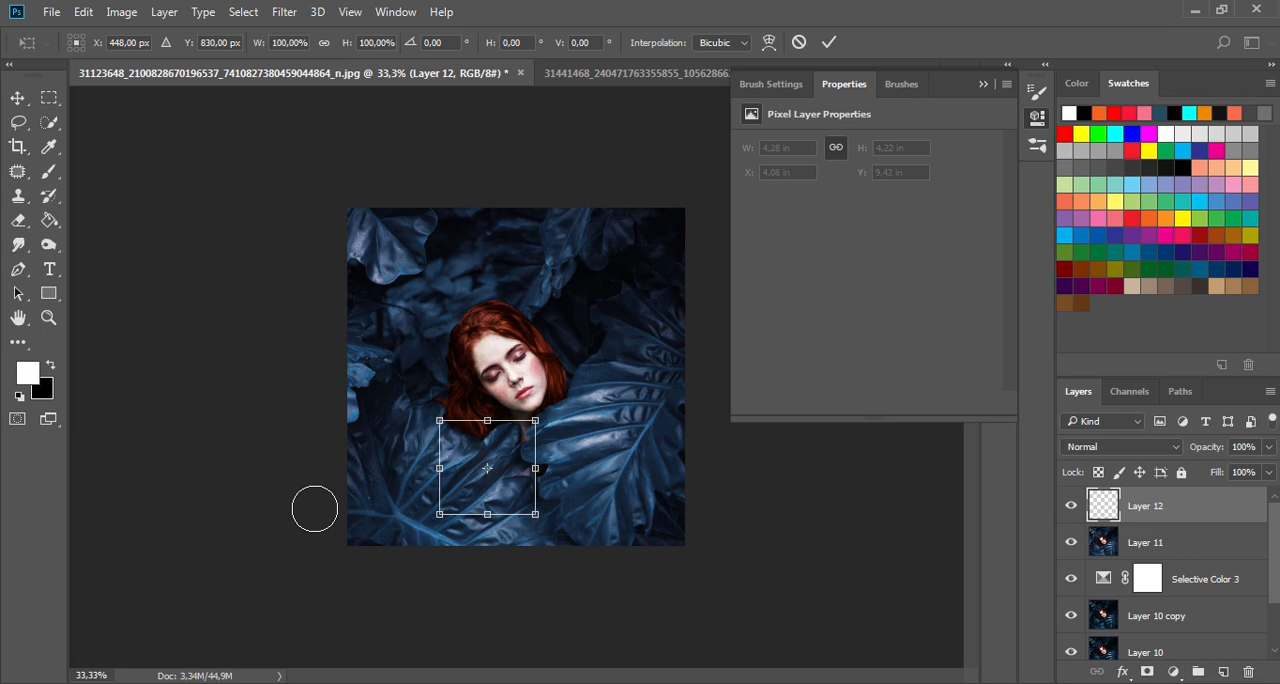 Ps File Edit Image Layer Type Select Filter 3D View Window Help
X: 448,00 px Y: 830,00 px W: 100,00% H: 100,00% 0,00 ° H: 0,00 ° V: 0,00 ° Interpolation: Bicubic
31123648_2100828670196537_7410827380459044864_n.jpg @ 33,3% (Layer 12, RGB/8#) * × 31441468_240471763355855_10562866
Brush Settings Properties Brushes
Color Swatches
Pixel Layer Properties
W: 4.28 in H: 4.22 in
X: 4.08 in Y: 9.42 in
T
Layers Channels Paths
Kind T
Normal Opacity: 100%
Lock: Fill: 100%
Layer 12
Layer 11
Selective Color 3
Layer 10 copy
Layer 10
33,33% Doc: 3,34M/44,9M
fx